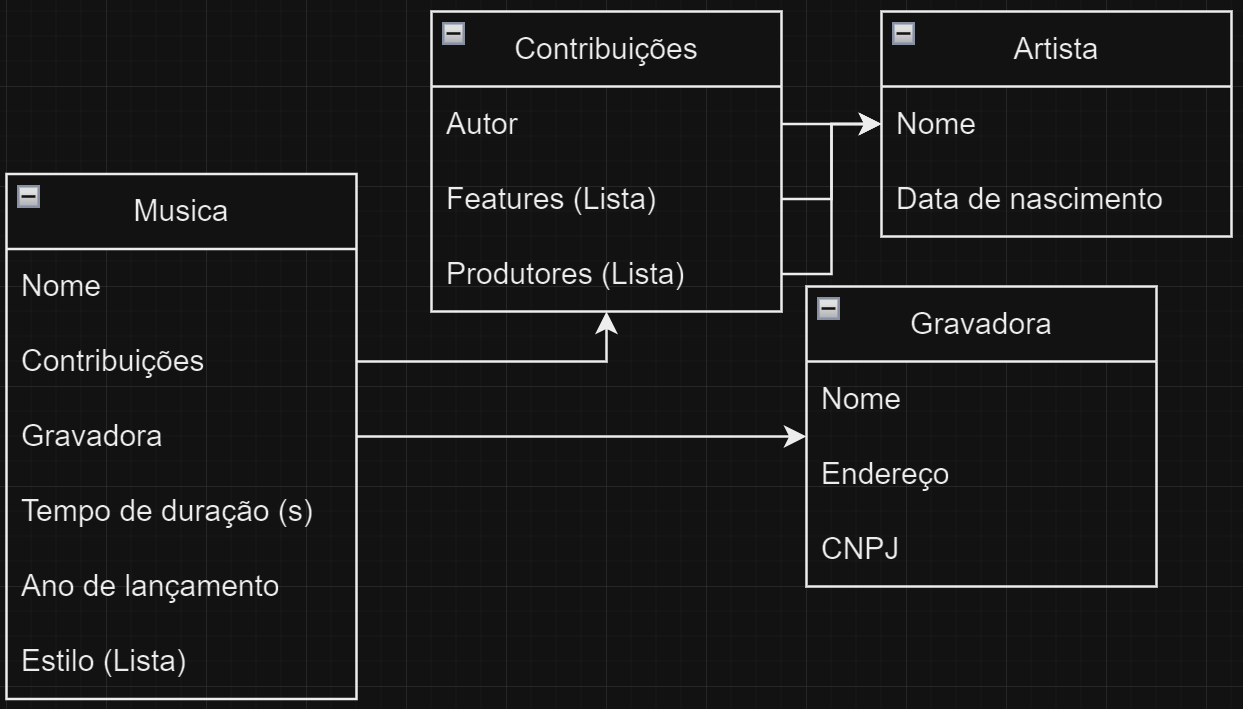 Contribuições
Autor
Features (Lista)
Produtores (Lista)
Artista
Nome
Data de nascimento
Musica
Nome
Contribuições
Gravadora
Tempo de duração (s)
Ano de lançamento
Estilo (Lista)
Gravadora
Nome
Endereço
CNPJ